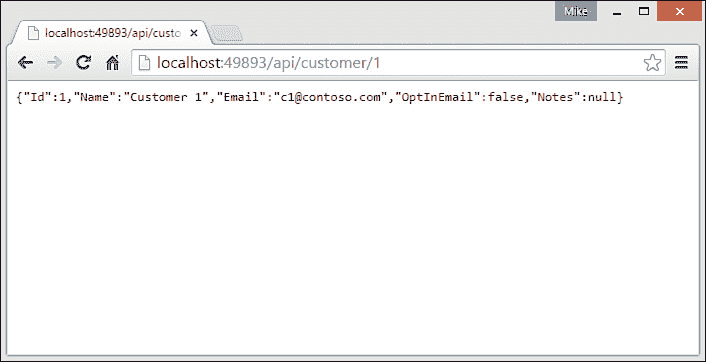 Mike
localhost:49893/api/custo
localhost:49893/api/customer/1
{"Id":1,"Name":"Customer 1","Email":"c1@contoso.com","OptInEmail":false,"Notes":null}